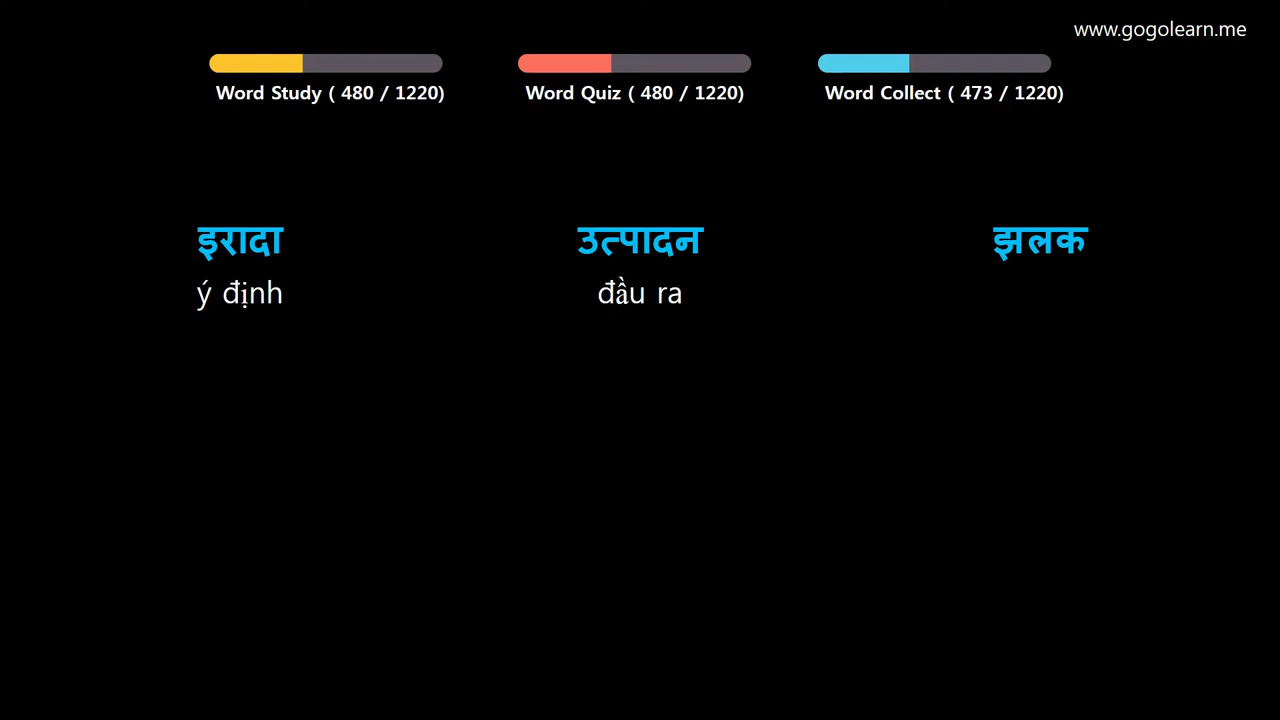 www.gogolearn.me
Word Study ( 480 / 1220)
Word Quiz ( 480 / 1220)
Word Collect ( 473 / 1220)
इरादा
ý định
उत्पादन
đầu ra
झलक